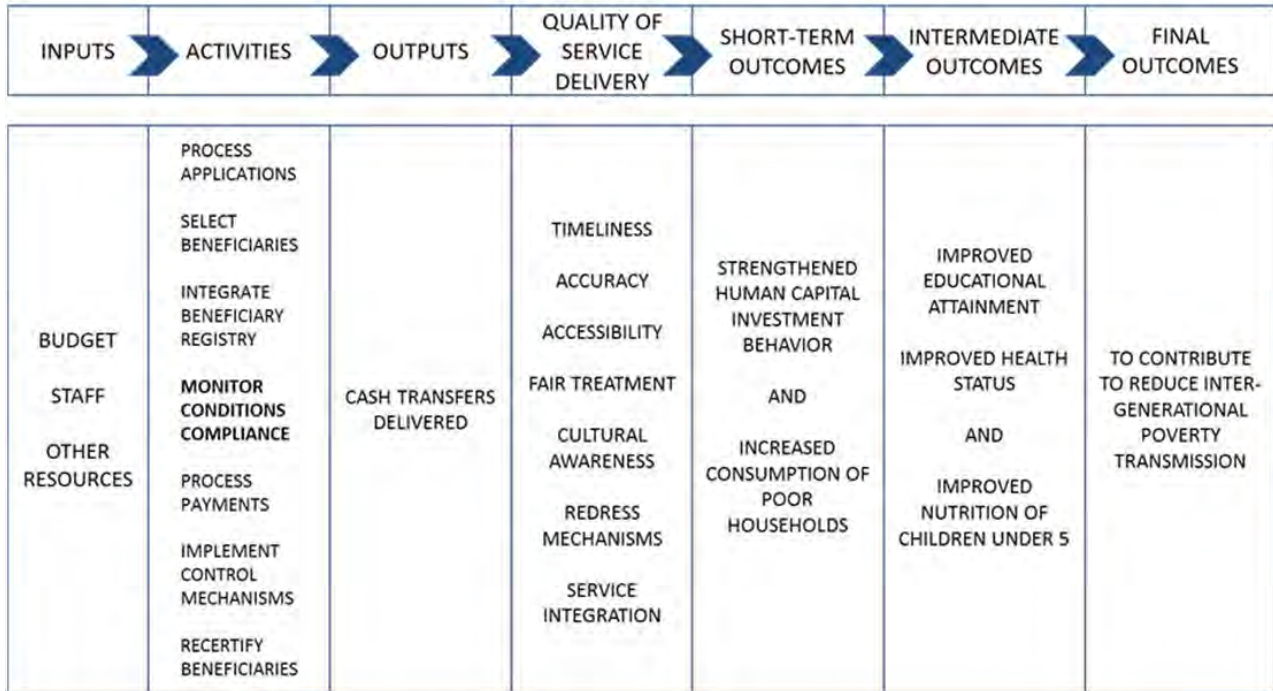 INPUTS
ACTIVITIES
OUTPUTS
QUALITY OF
SERVICE
DELIVERY
SHORT-TERM
OUTCOMES
INTERMEDIATE
OUTCOMES
FINAL
OUTCOMES
BUDGET
STAFF
OTHER
RESOURCES
PROCESS
APPLICATIONS
SELECT
BENEFICIARIES
INTEGRATE
BENEFICIARY
REGISTRY
MONITOR
CONDITIONS
COMPLIANCE
PROCESS
PAYMENTS
IMPLEMENT
CONTROL
MECHANISMS
RECERTIFY
BENEFICIARIES
CASH TRANSFERS
DELIVERED
TIMELINESS
ACCURACY
ACCESSIBILITY
FAIR TREATMENT
CULTURAL
AWARENESS
REDRESS
MECHANISMS
SERVICE
INTEGRATION
STRENGTHENED
HUMAN CAPITAL
INVESTMENT
BEHAVIOR
AND
INCREASED
CONSUMPTION OF
POOR
HOUSEHOLDS
IMPROVED
EDUCATIONAL
ATTAINMENT
IMPROVED HEALTH
STATUS
AND
IMPROVED
NUTRITION OF
CHILDREN UNDER 5
TO CONTRIBUTE
TO REDUCE INTER-
GENERATIONAL
POVERTY
TRANSMISSION